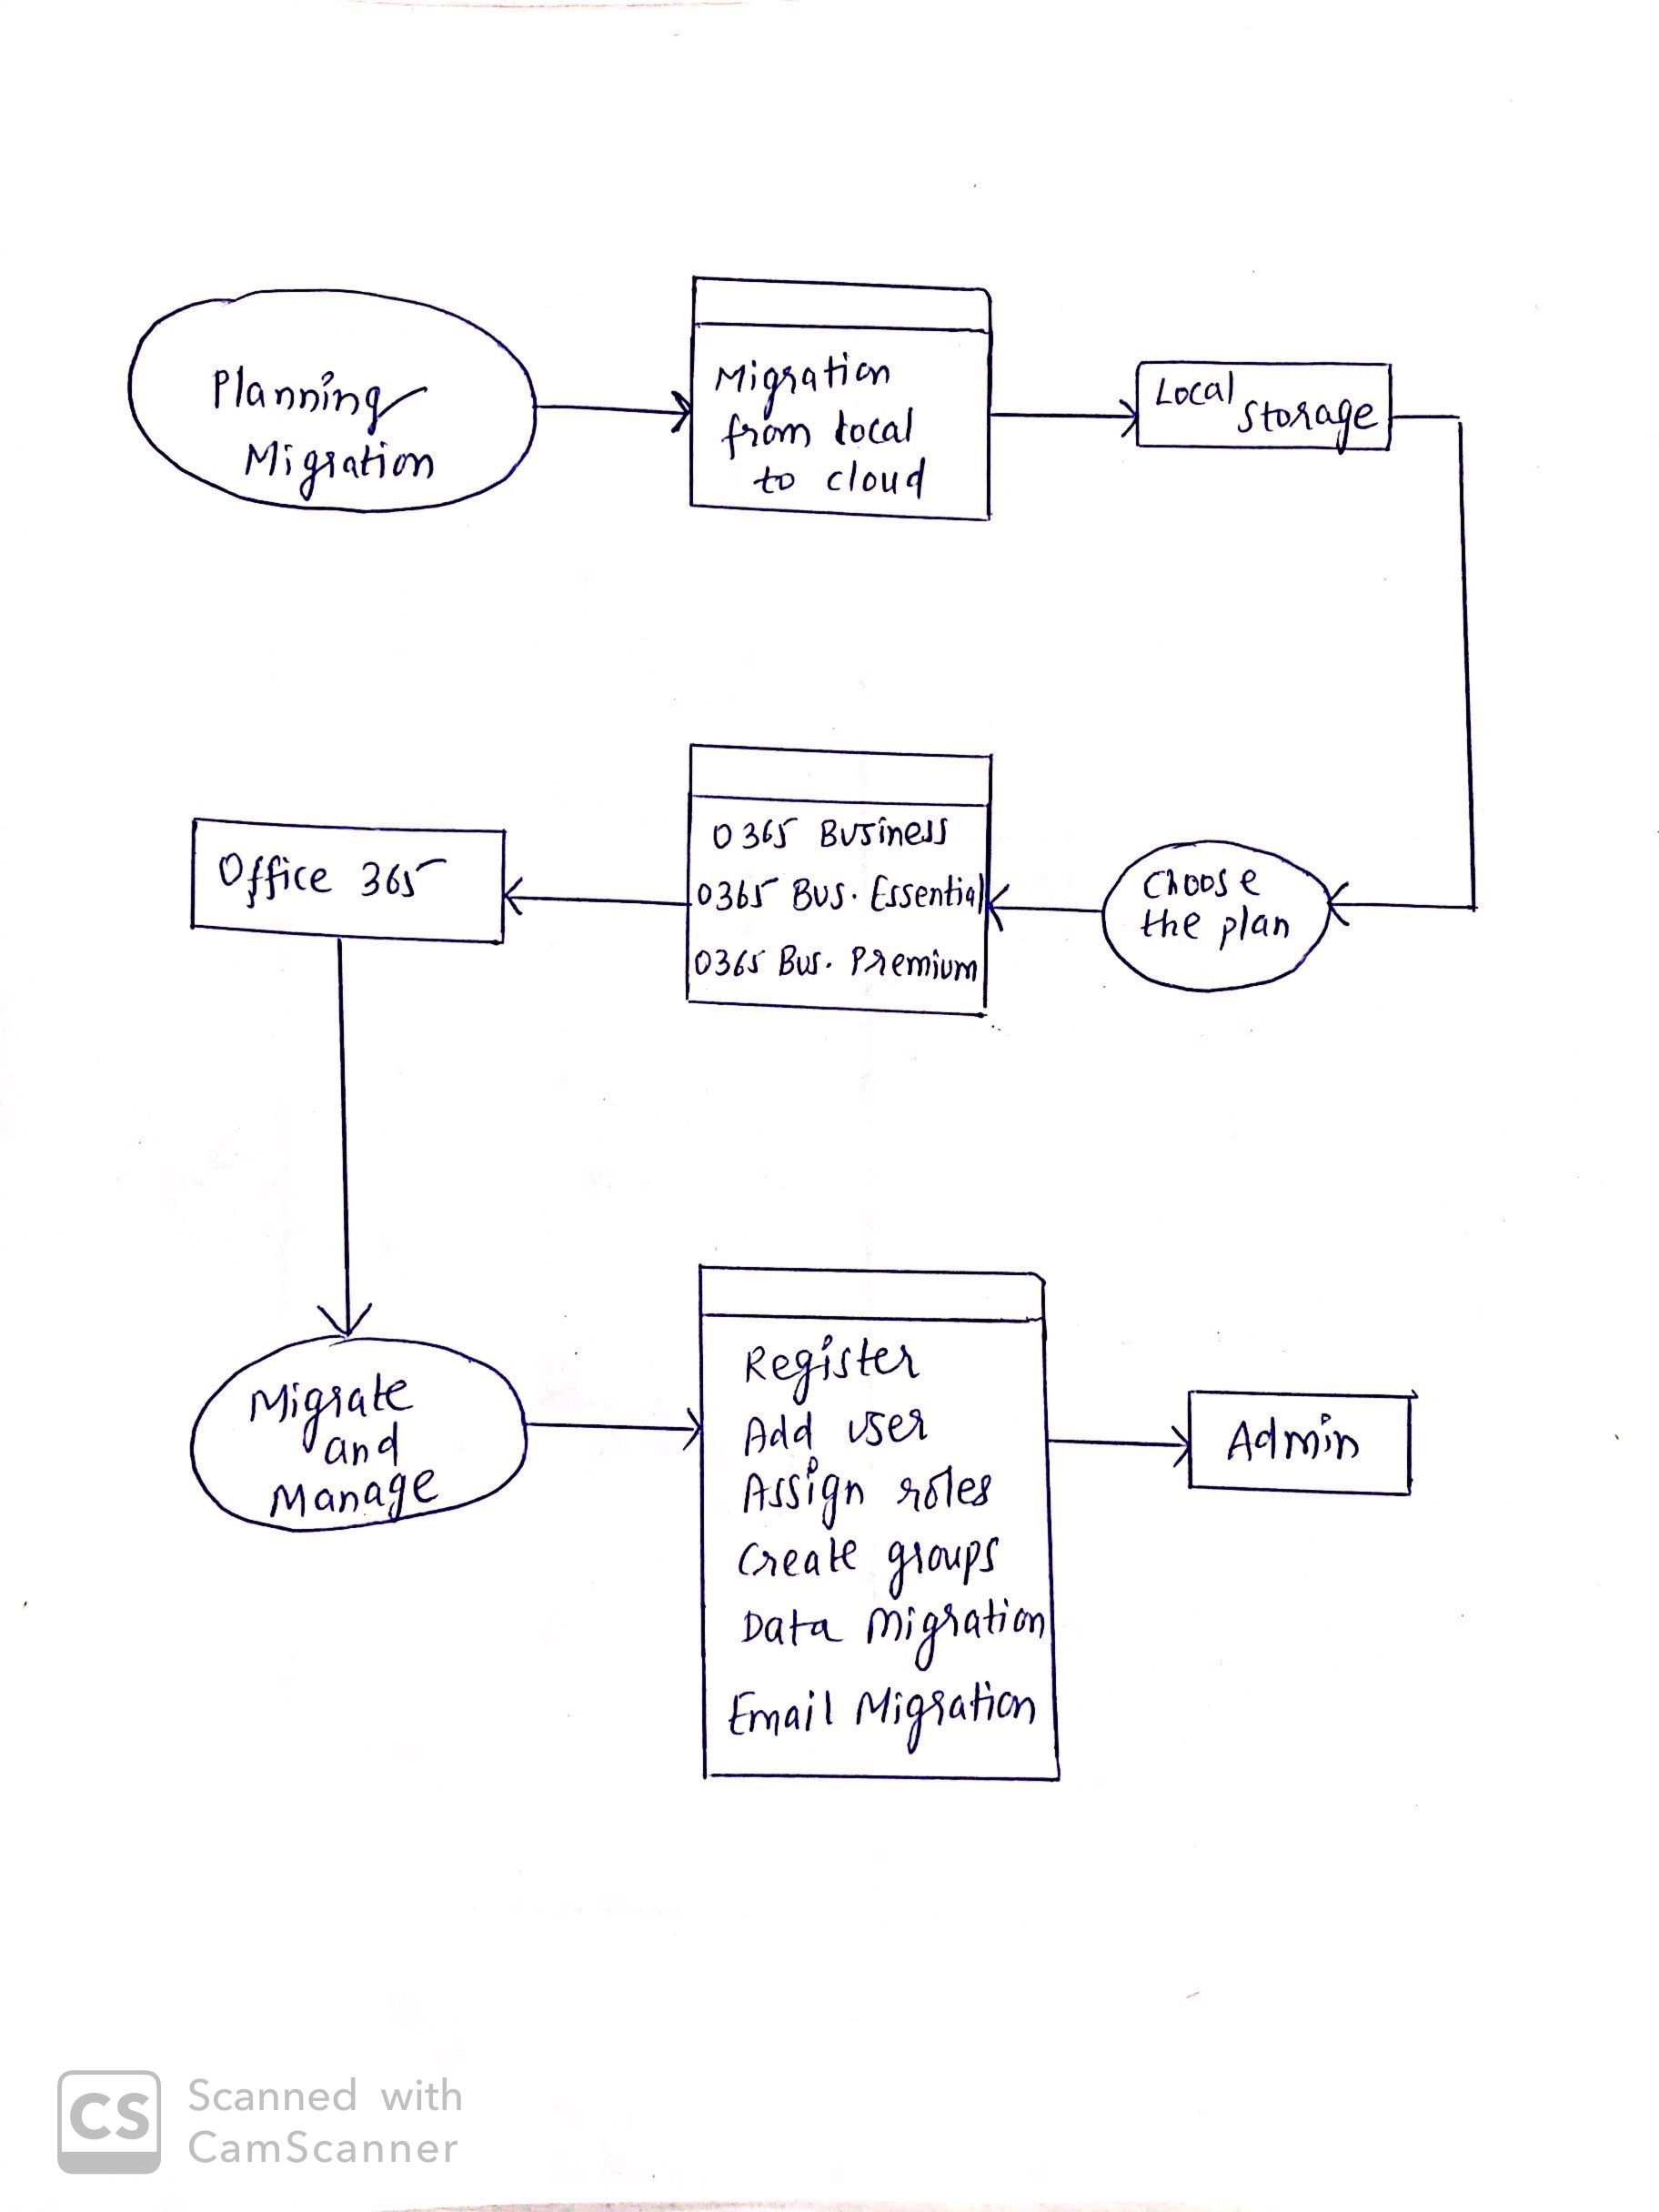 Planning
Migration
Migration
from local
to cloud
Local Storage
Office 365
O365 Business
O365 Bus. Essential
O365 Bus. Premium
Choose
the plan
Migrate
and
Manage
Register
Add user
Assign roles
Create groups
Data Migration
Email Migration
Admin
CS
Scanned with
CamScanner